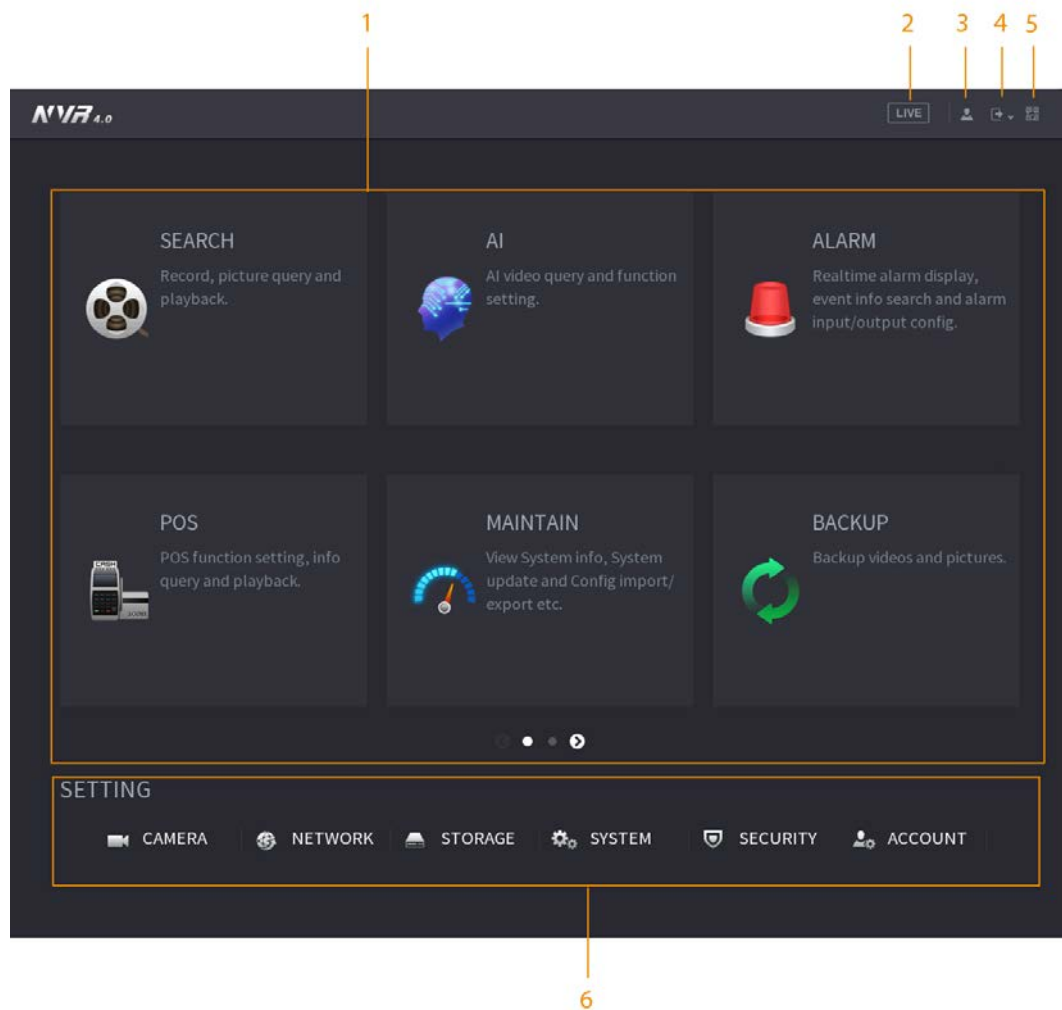 1
2 3 4 5
NVR 4.0
LIVE
SEARCH
Record, picture query and
playback.
AI
AI video query and function
setting.
ALARM
Realtime alarm display,
event info search and alarm
input/output config.
POS
POS function setting, info
query and playback.
MAINTAIN
View System info, System
update and Config import/
export etc.
BACKUP
Backup videos and pictures.
SETTING
CAMERA NETWORK STORAGE SYSTEM SECURITY ACCOUNT
6